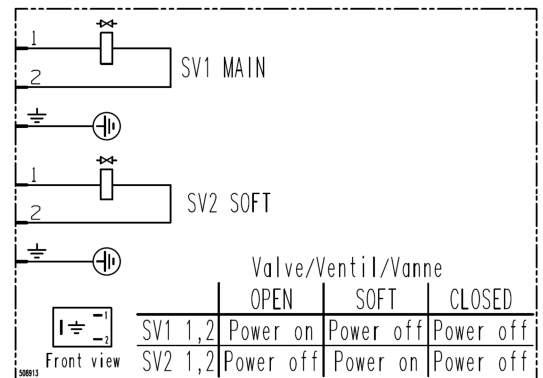 1
SV1 MAIN
2
1
SV2 SOFT
2
Valve/Ventil/Vanne
OPEN SOFT CLOSED
SV1 1,2 Power on Power off Power off
SV2 1,2 Power off Power on Power off
1
2
Front view
508913